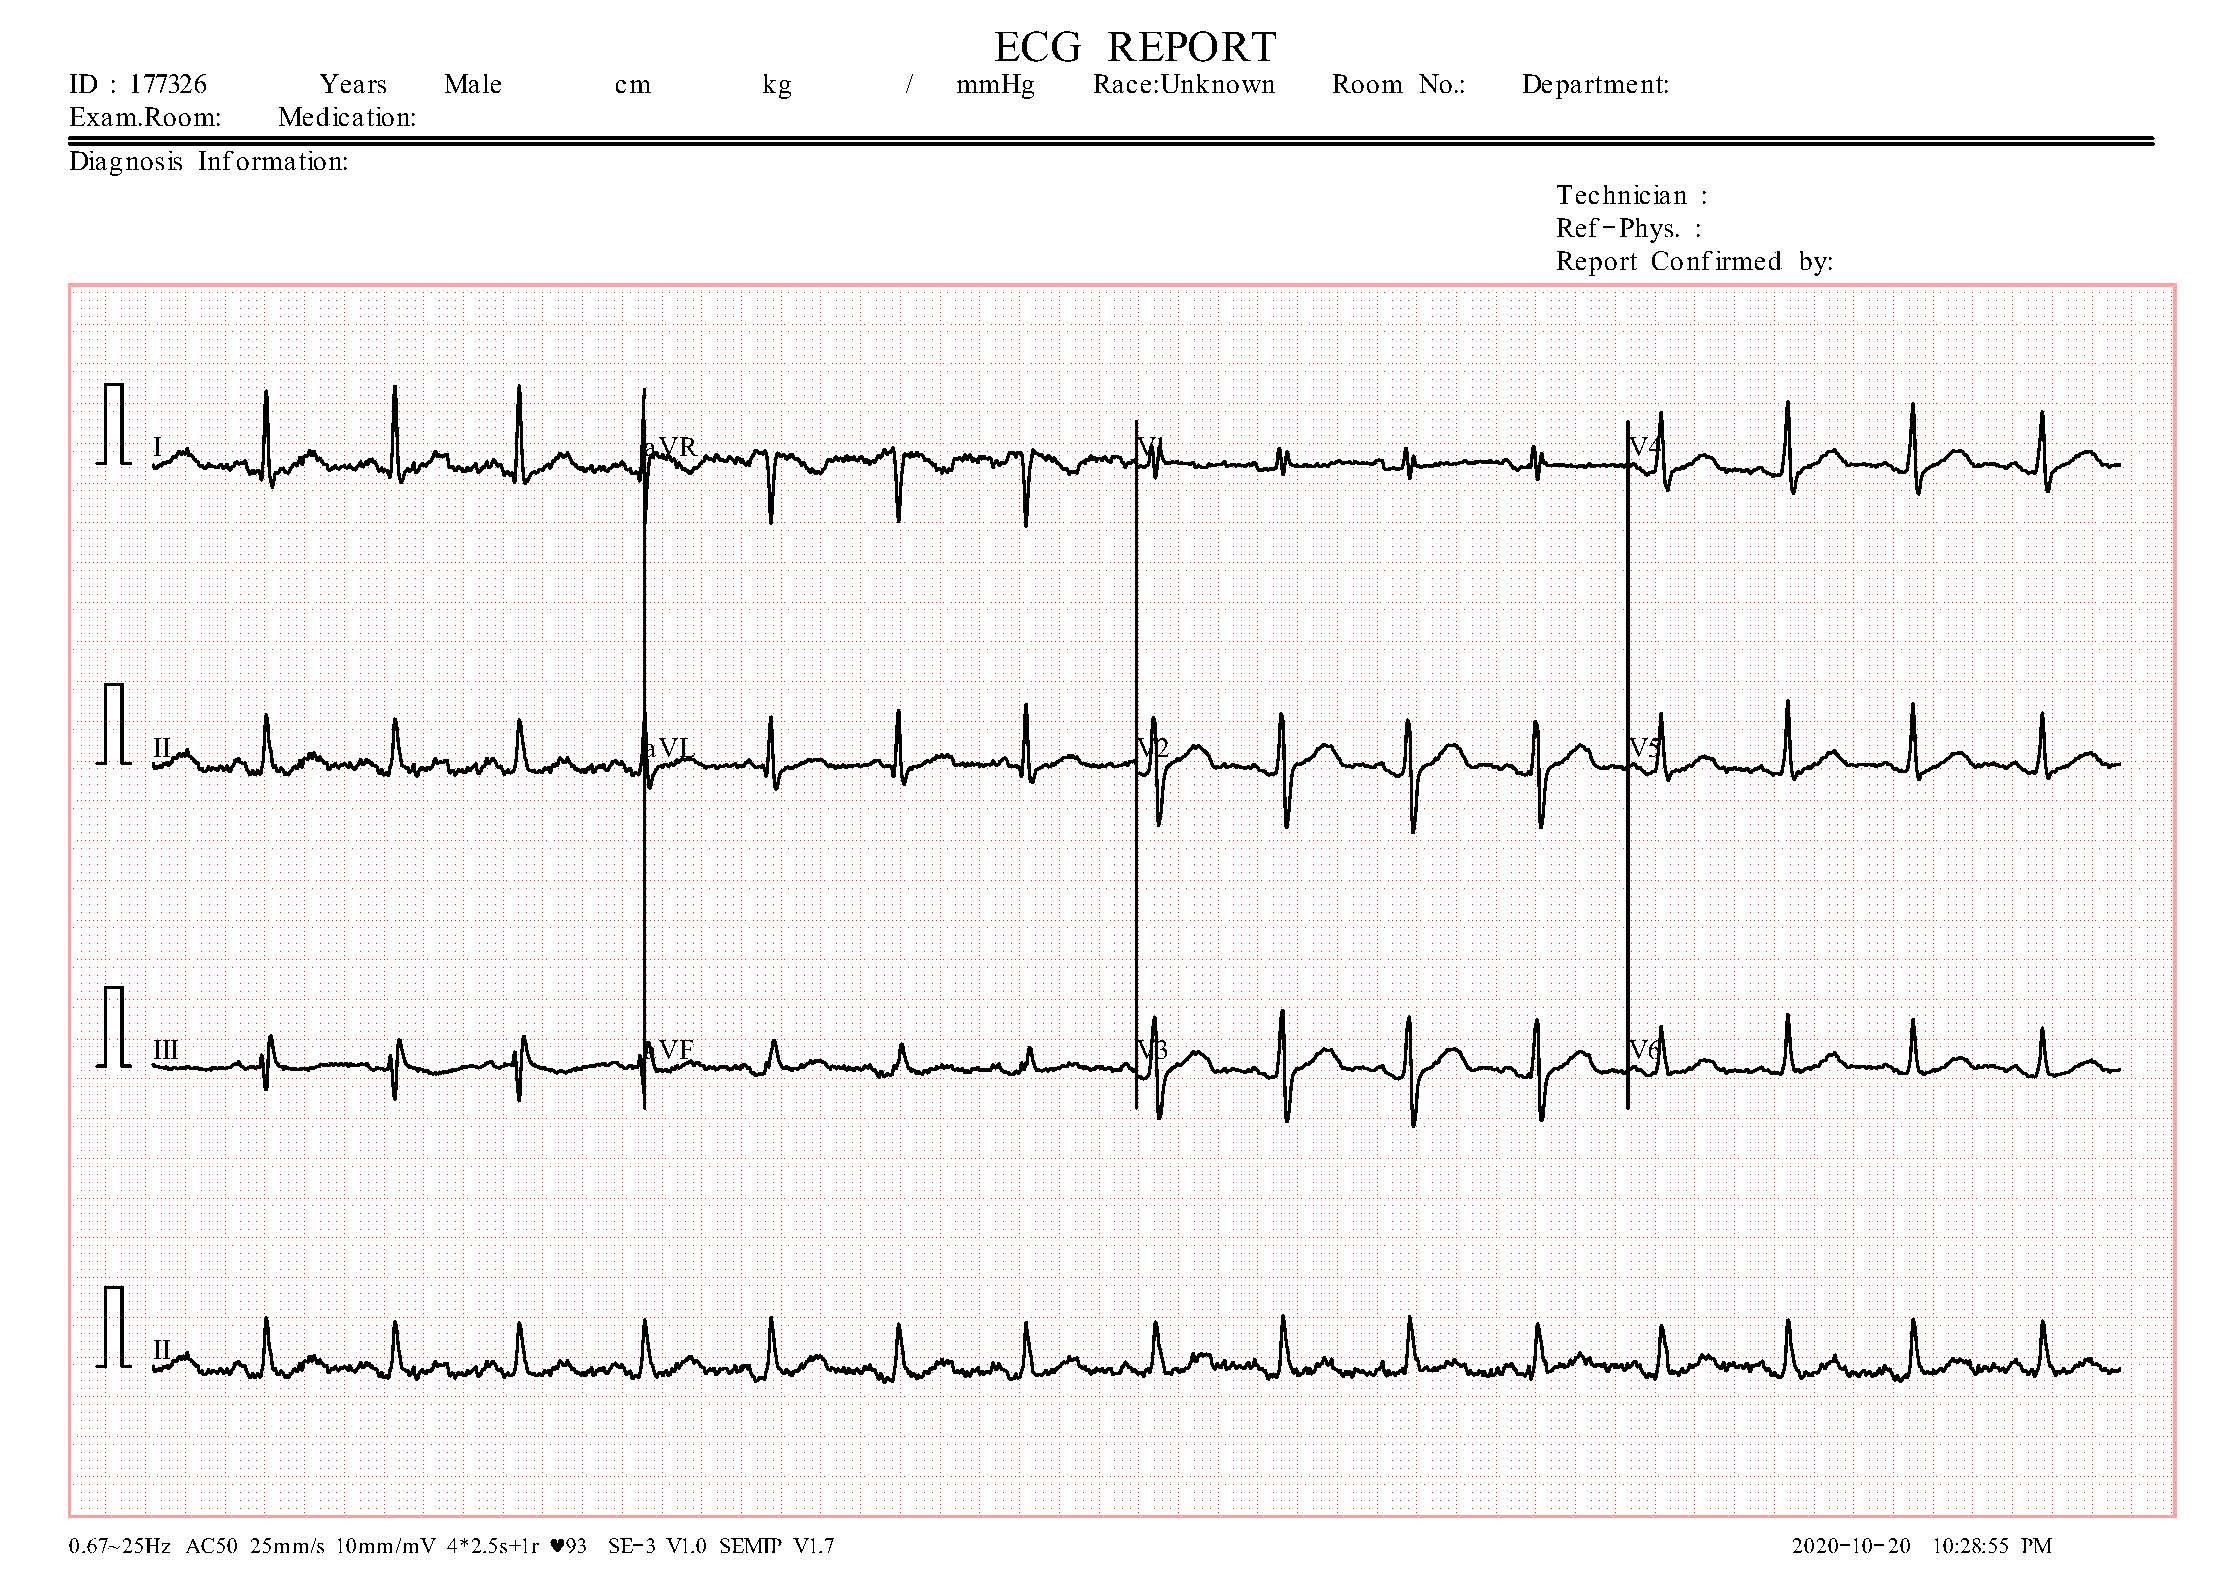 ECG REPORT
ID : 177326 Years Male cm kg / mmHg Race:Unknown Room No.: Department:
Exam.Room: Medication:
Diagnosis Information:
Technician :
Ref-Phys. :
Report Confirmed by:
I aVR V1 V4
II aVL V2 V5
III aVF V3 V6
II
0.67~25Hz AC50 25mm/s 10mm/mV 4*2.5s+1r ♥93 SE-3 V1.0 SEMIP V1.7 2020-10-20 10:28:55 PM